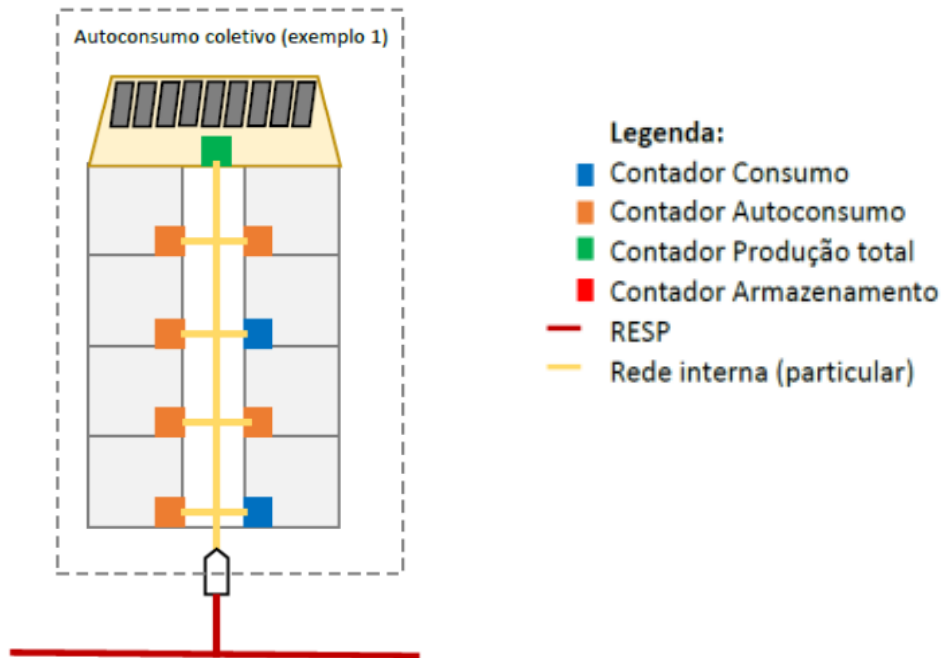 Autoconsumo coletivo (exemplo 1)
Legenda:
Contador Consumo
Contador Autoconsumo
Contador Produção total
Contador Armazenamento
RESP
Rede interna (particular)